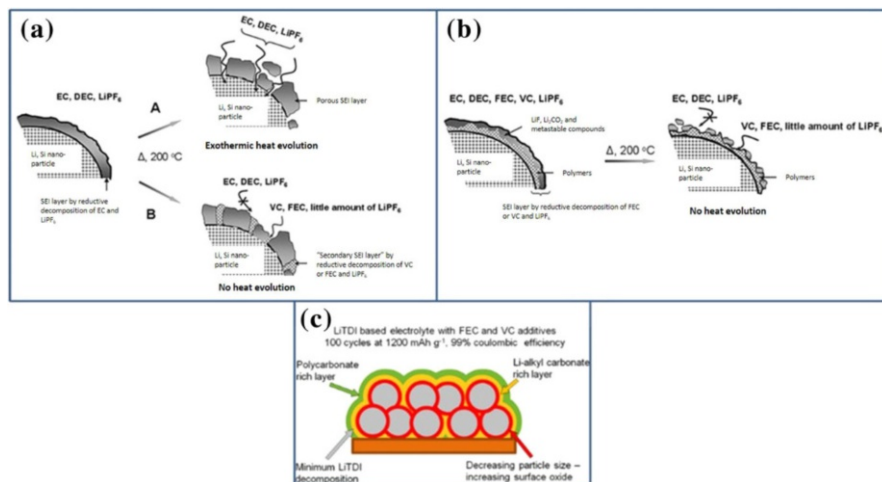 (a)
EC, DEC, LiPF₆
EC, DEC, LiPF₆
A
Li, Si nano-
particle
Porous SEI layer
Exothermic heat evolution
Li, Si nano-
particle
Δ, 200 °C
SEI layer by reductive
decomposition of EC and
LiPF₆
B
EC, DEC, LiPF₆
VC, FEC, little amount of LiPF₆
Li, Si nano-
particle
"Secondary SEI layer" by
reductive decomposition of VC
or FEC and LiPF₆
No heat evolution
(b)
EC, DEC, FEC, VC, LiPF₆
LiF, Li₂CO₃ and
metastable compounds
Li, Si nano-
particle
Polymers
SEI layer by reductive decomposition of FEC
or VC and LiPF₆
Δ, 200 °C
EC, DEC, LiPF₆
VC, FEC, little amount of LiPF₆
Li, Si nano-
particle
Polymers
No heat evolution
(c)
LiTDI based electrolyte with FEC and VC additives
100 cycles at 1200 mAh g⁻¹, 99% coulombic efficiency
Polycarbonate
rich layer
Li-alkyl carbonate
rich layer
Minimum LiTDI
decomposition
Decreasing particle size –
increasing surface oxide